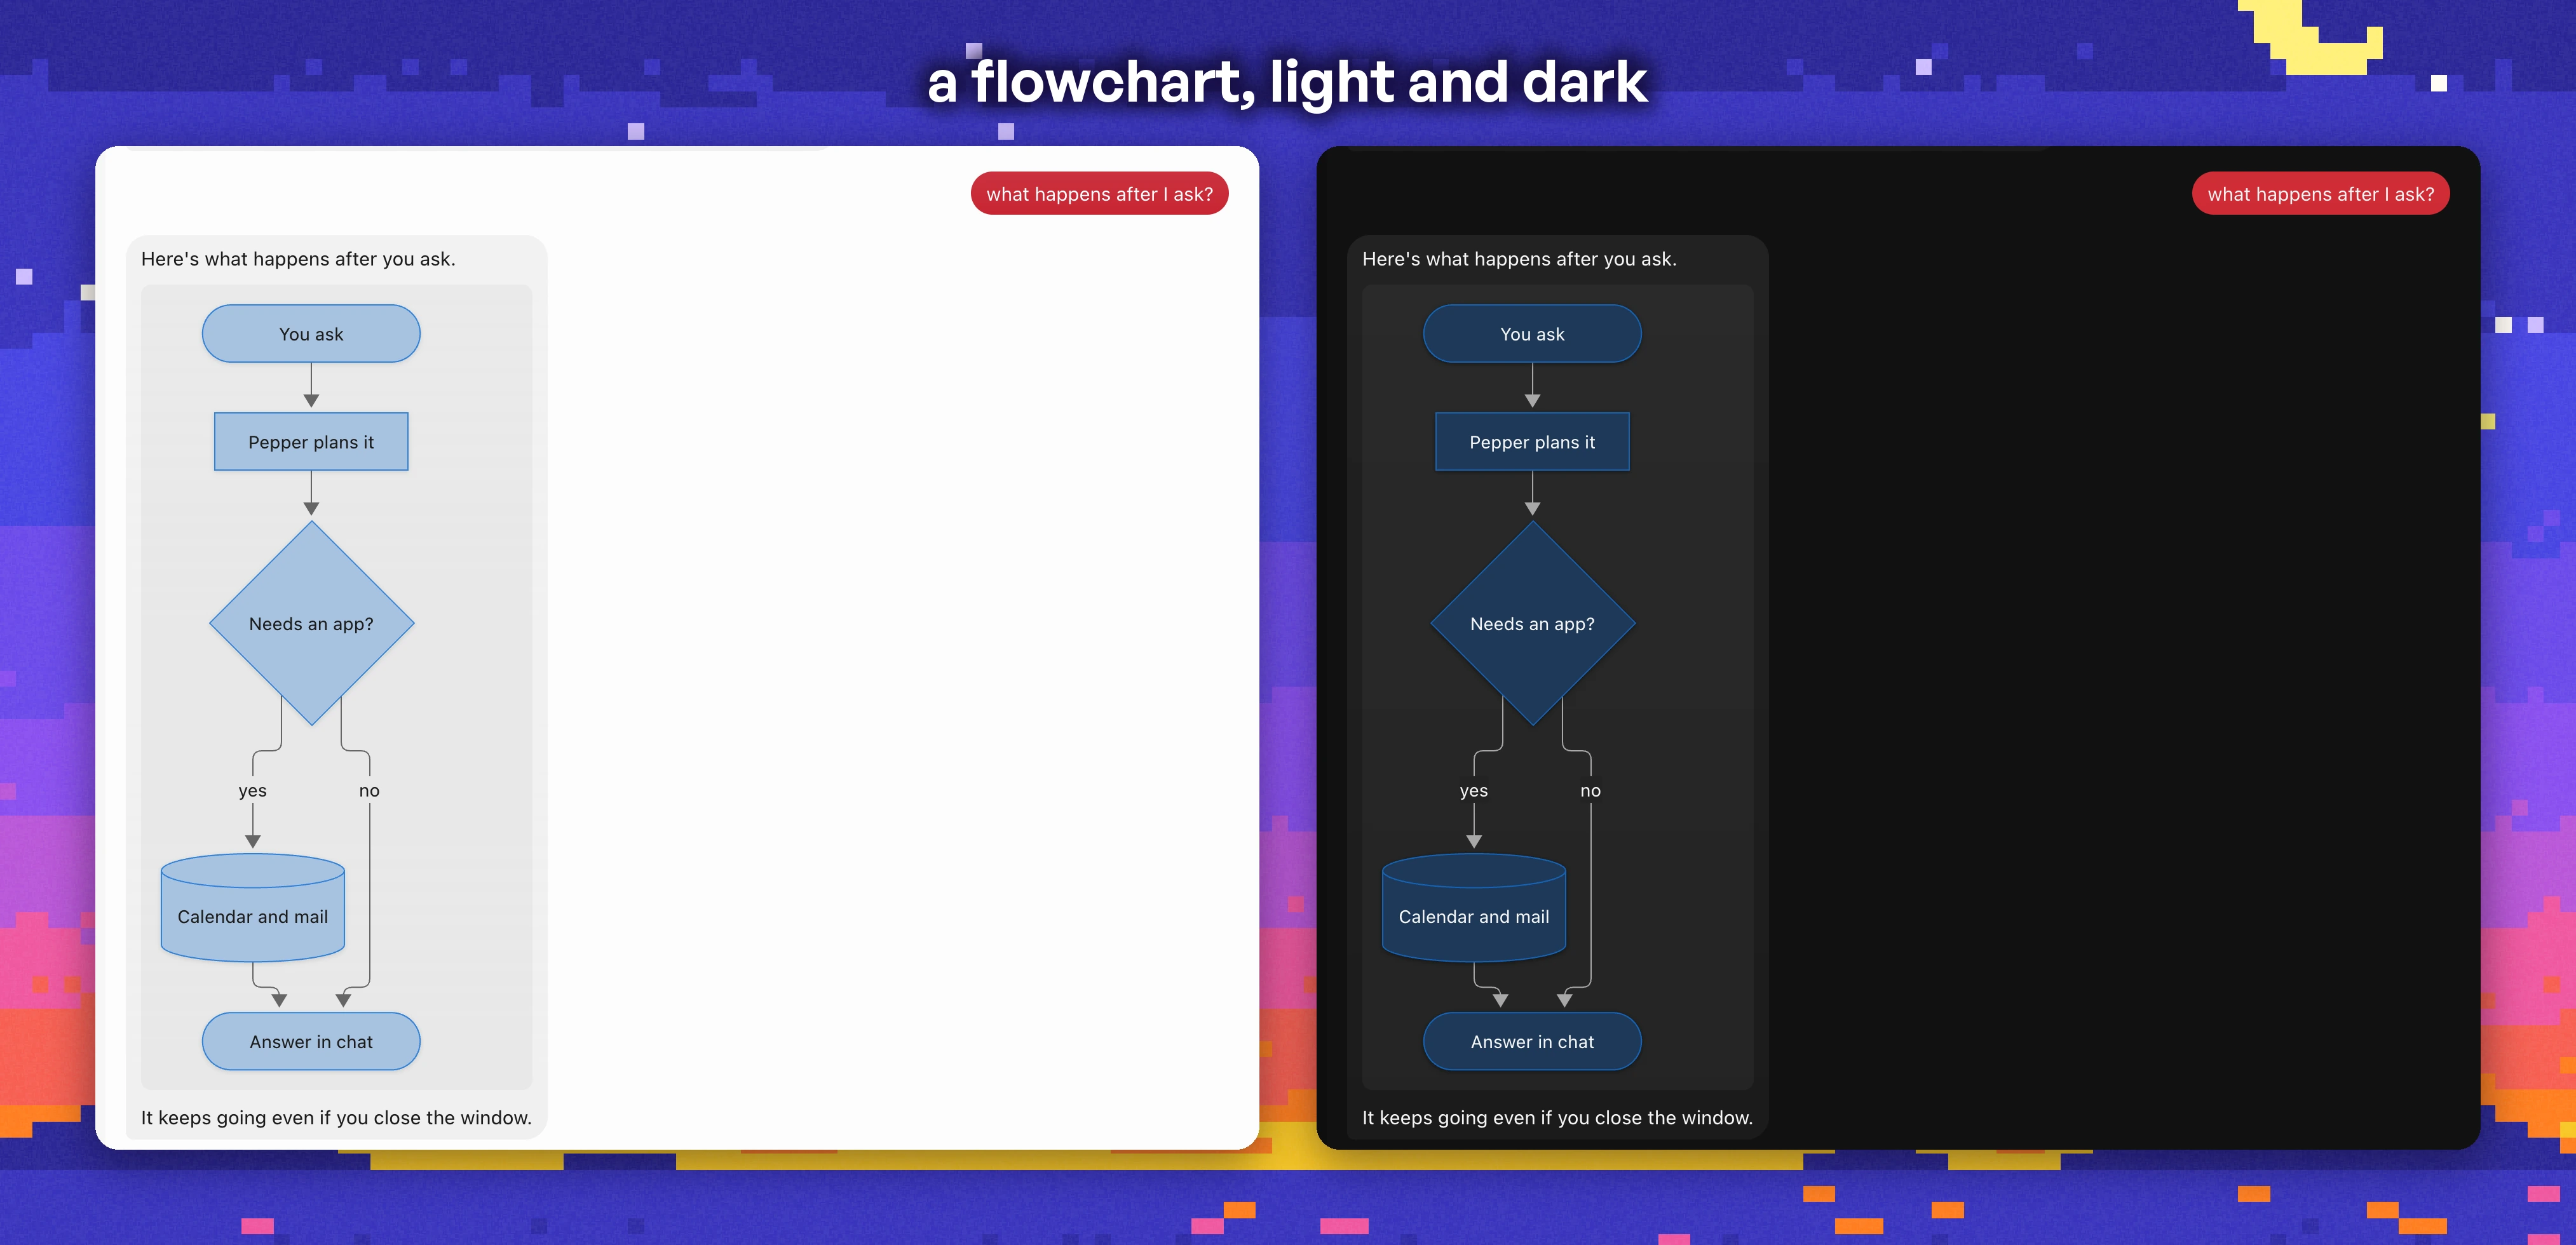 a flowchart, light and dark
what happens after I ask?
Here's what happens after you ask.
You ask
Pepper plans it
Needs an app?
yes
no
Calendar and mail
Answer in chat
It keeps going even if you close the window.
what happens after I ask?
Here's what happens after you ask.
You ask
Pepper plans it
Needs an app?
yes
no
Calendar and mail
Answer in chat
It keeps going even if you close the window.